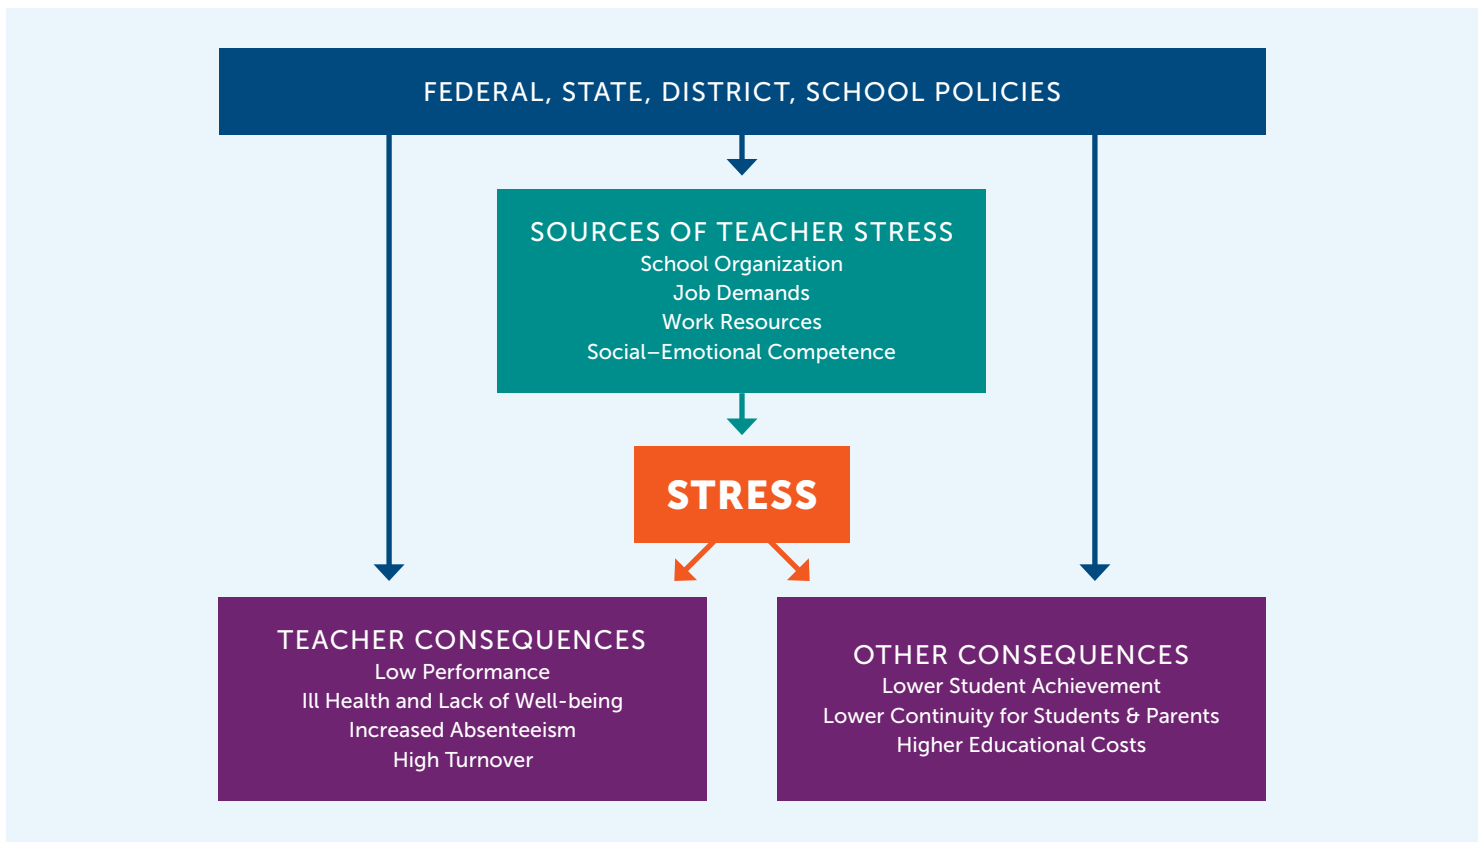 FEDERAL, STATE, DISTRICT, SCHOOL POLICIES
SOURCES OF TEACHER STRESS
School Organization
Job Demands
Work Resources
Social–Emotional Competence
STRESS
TEACHER CONSEQUENCES
Low Performance
Ill Health and Lack of Well-being
Increased Absenteeism
High Turnover
OTHER CONSEQUENCES
Lower Student Achievement
Lower Continuity for Students & Parents
Higher Educational Costs